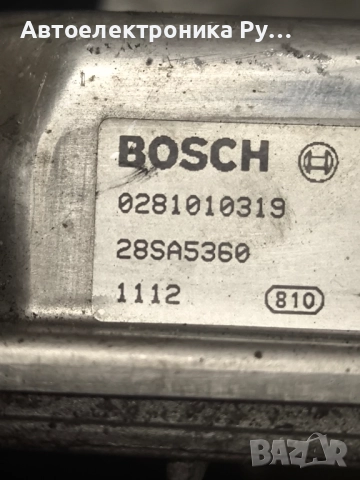 Автоелектроника Ру...
BOSCH
0281010319
28SA5360
1112 810
BAZAR